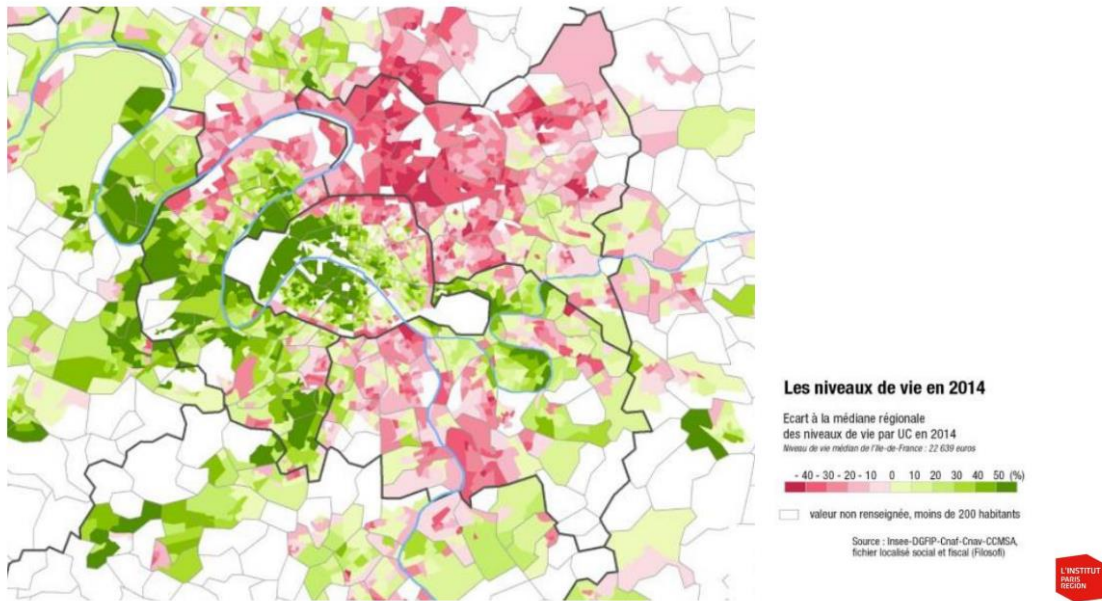 Les niveaux de vie en 2014
Ecart à la médiane régionale
des niveaux de vie par UC en 2014
Niveau de vie médian de l'Ile-de-France : 22 639 euros
- 40 - 30 - 20 - 10 0 10 20 30 40 50 (%)
valeur non renseignée, moins de 200 habitants
Source : Insee-DGFIP-Cnaf-Cnav-CCMSA,
fichier localisé social et fiscal (Filosofi)
L'INSTITUT
PARIS
REGION